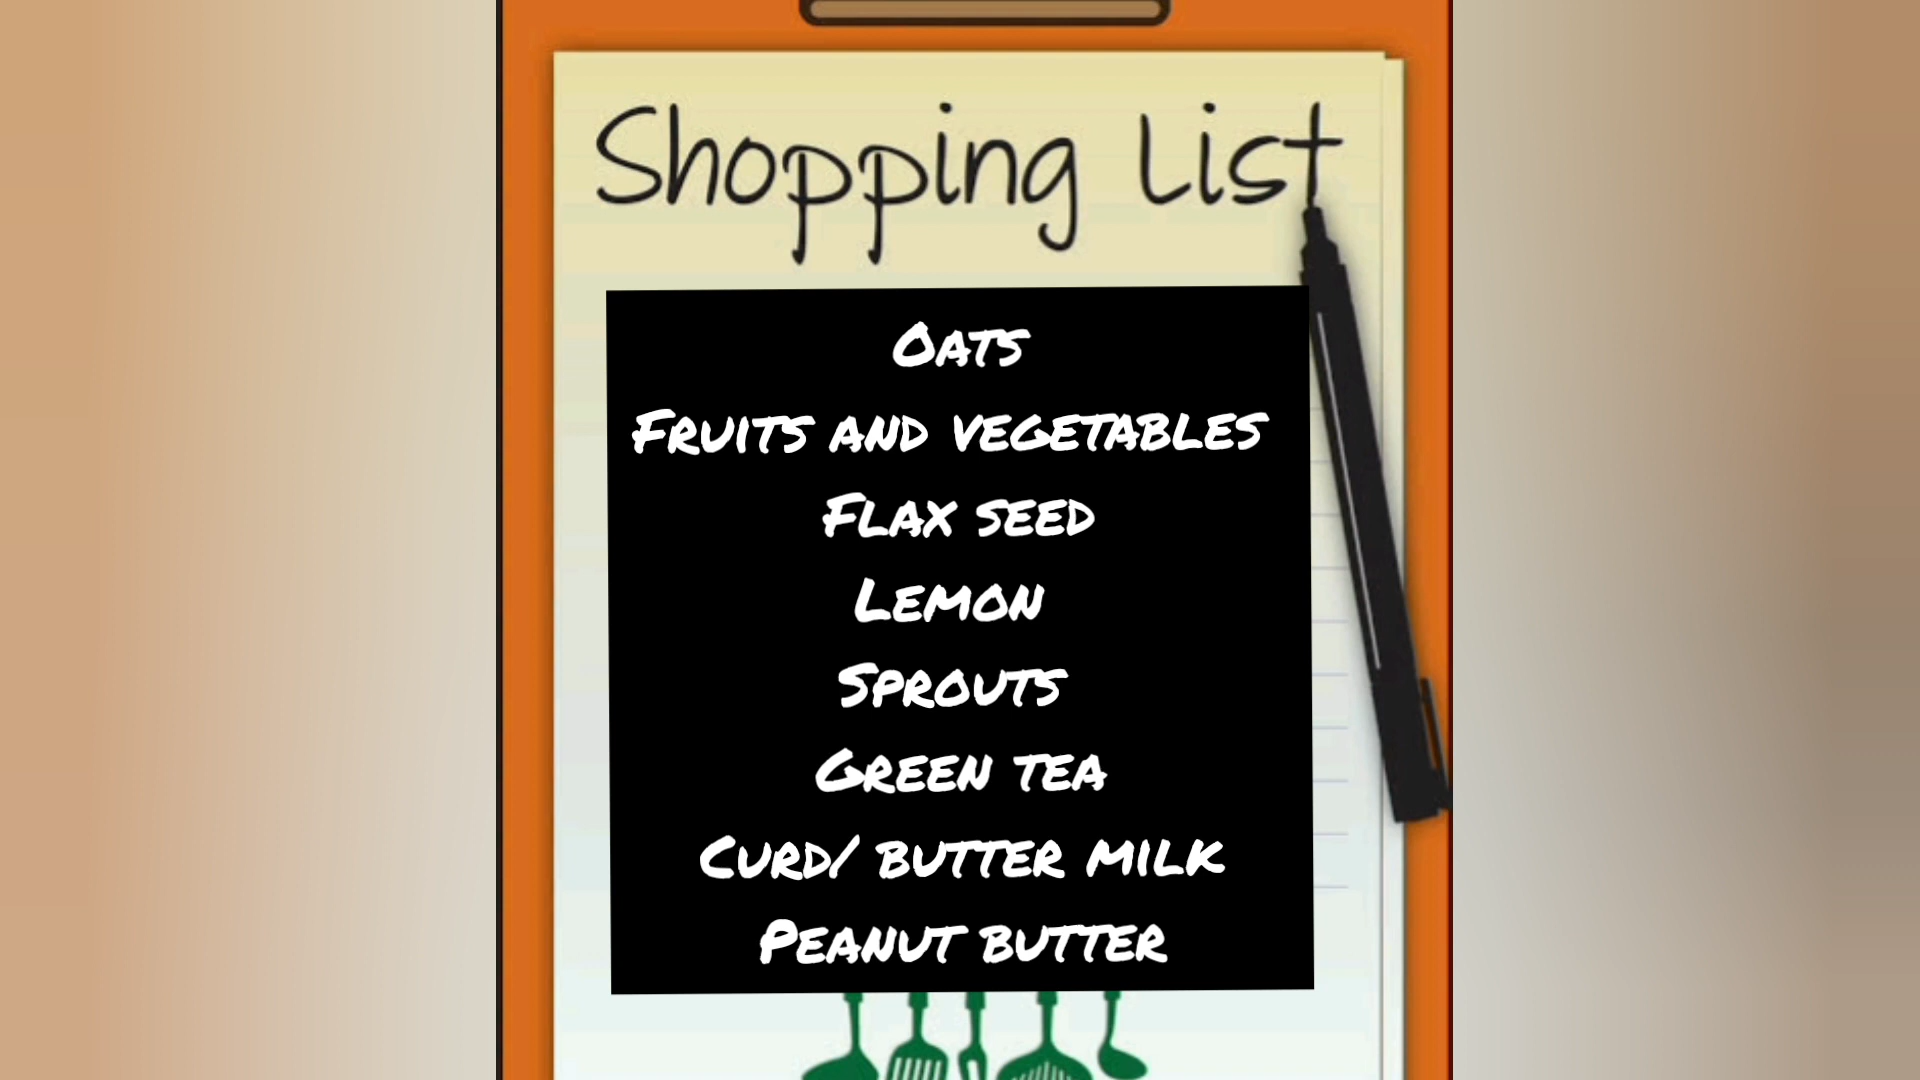 Shopping List
Oats
Fruits and vegetables
Flax seed
Lemon
Sprouts
Green tea
Curd/ butter milk
Peanut butter